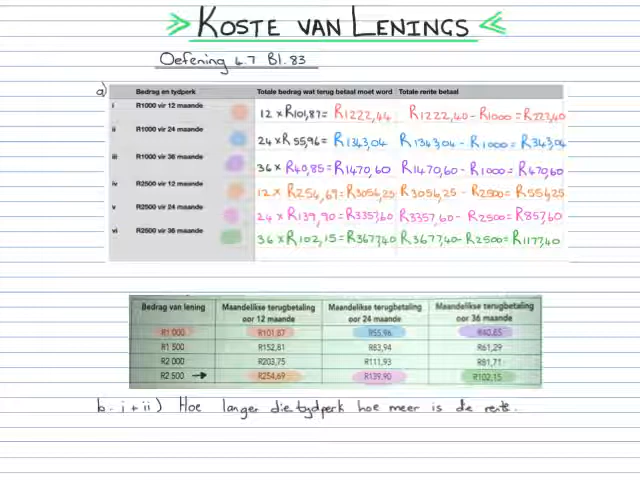 >> KOSTE VAN LENINGS <<
Oefening 6.7 Bl.83
a) Bedrag en tydperk Totale bedrag wat terug betaal moet word Totale rente betaal
i R1000 vir 12 maande 12 x R101,87 = R1222,44 R1222,40 - R1000 = R223,40
ii R1000 vir 24 maande 24 x R55,96 = R1343,04 R1343,04 - R1000 = R343,04
iii R1000 vir 36 maande 36 x R40,85 = R1470,60 R1470,60 - R1000 = R470,60
iv R2500 vir 12 maande 12 x R254,69 = R3056,25 R3056,25 - R2500 = R554,25
v R2500 vir 24 maande 24 x R139,90 = R3357,60 R3357,60 - R2500 = R857,60
vi R2500 vir 36 maande 36 x R102,15 = R3677,40 R3677,40 - R2500 = R1177,40
Bedrag van lening Maandelikse terugbetaling oor 12 maande Maandelikse terugbetaling oor 24 maande Maandelikse terugbetaling oor 36 maande
R1 000 R101,87 R55,96 R40,85
R1 500 R152,81 R83,94 R61,29
R2 000 R203,75 R111,93 R81,71
R2 500 → R254,69 R139,90 R102,15
b. i + ii) Hoe langer die tydperk hoe meer is de rente.